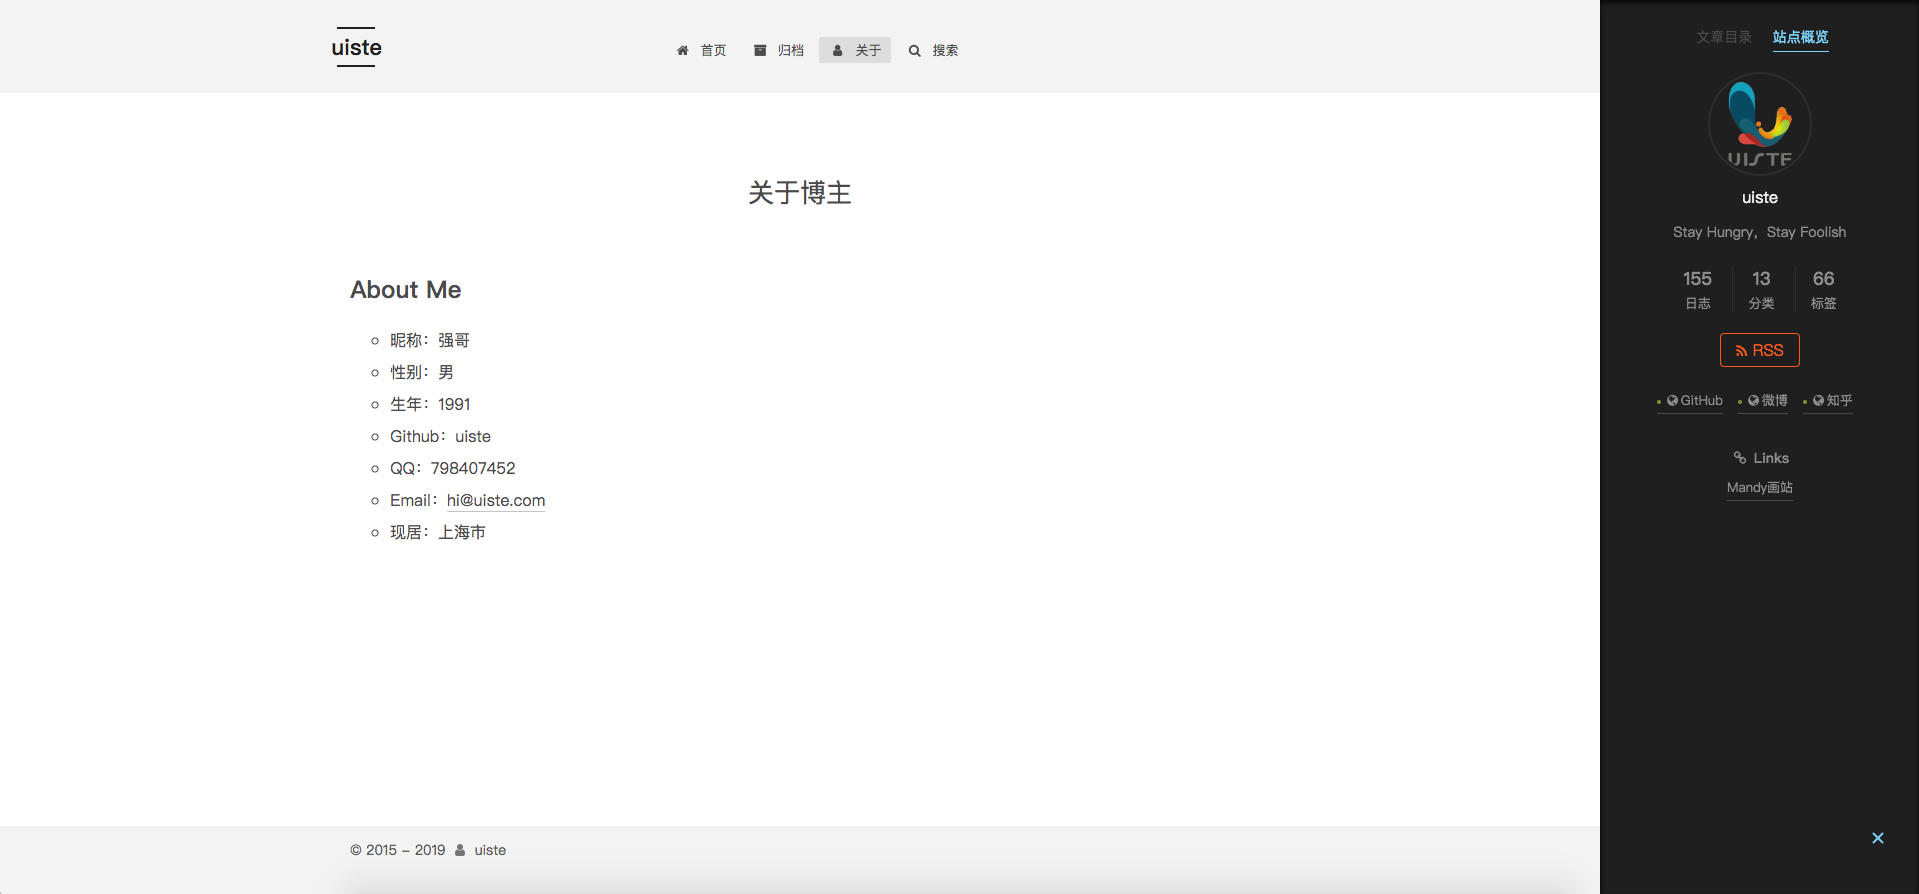 uiste
首页 归档 关于 搜索
关于博主
About Me
昵称：强哥
性别：男
生年：1991
Github：uiste
QQ：798407452
Email：hi@uiste.com
现居：上海市
© 2015 – 2019 uiste
文章目录 站点概览
UISTE
uiste
Stay Hungry，Stay Foolish
155 13 66
日志 分类 标签
RSS
GitHub 微博 知乎
Links
Mandy画站